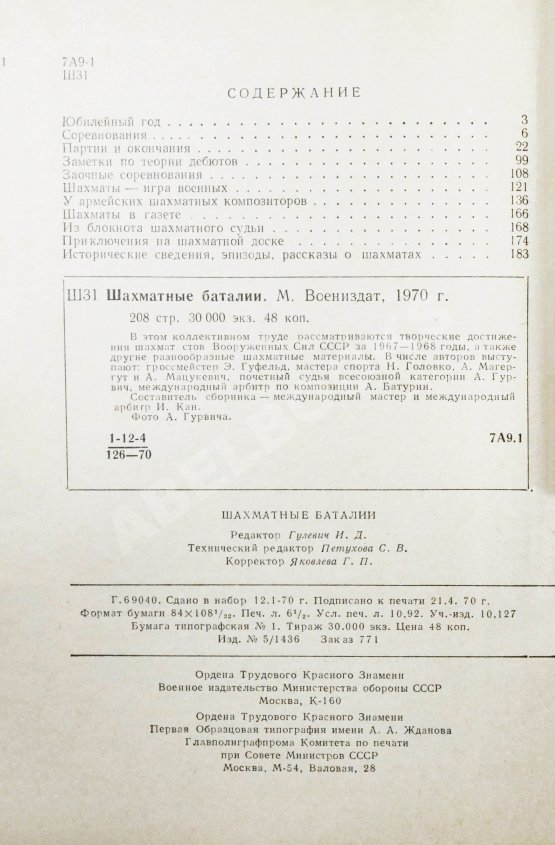 7А9.1
Ш31
СОДЕРЖАНИЕ
Юбилейный год . . . . . . . . . . . . . . . . . . . . . . . . 3
Соревнования . . . . . . . . . . . . . . . . . . . . . . . . 6
Партии и окончания . . . . . . . . . . . . . . . . . . . . . 22
Заметки по теории дебютов . . . . . . . . . . . . . . . . . . 99
Заочные соревнования . . . . . . . . . . . . . . . . . . . . 108
Шахматы — игра военных . . . . . . . . . . . . . . . . . . . 121
У армейских шахматных композиторов . . . . . . . . . . . . . 136
Шахматы в газете . . . . . . . . . . . . . . . . . . . . . . 166
Из блокнота шахматного судьи . . . . . . . . . . . . . . . . 168
Приключения на шахматной доске . . . . . . . . . . . . . . . 174
Исторические сведения, эпизоды, рассказы о шахматах . . . . . 183
Ш31 Шахматные баталии. М. Воениздат, 1970 г.
208 стр. 30 000 экз. 48 коп.
В этом коллективном труде рассматриваются творческие достиже-
ния шахмат стов Вооруженных Сил СССР за 1967—1968 годы, а также
другие разнообразные шахматные материалы. В числе авторов высту-
пают: гроссмейстер Э. Гуфельд, мастера спорта Н. Головко, А. Магер-
гут и А. Мацукевич, почетный судья всесоюзной категории А. Гур-
вич, международный арбитр по композиции А. Батурин.
Составитель сборника — международный мастер и международный
арбитр И. Кан.
Фото А. Гурвича.
1-12-4 7А9.1
126—70
ШАХМАТНЫЕ БАТАЛИИ
Редактор Гулевич И. Д.
Технический редактор Петухова С. В.
Корректор Яковлева Г. П.
Г.69040. Сдано в набор 12.1-70 г. Подписано к печати 21.4. 70 г.
Формат бумаги 84×108¹/₃₂. Печ. л. 6¹/₂. Усл. печ. л. 10,92. Уч.-изд. 10,127
Бумага типографская № 1. Тираж 30.000 экз. Цена 48 коп.
Изд. № 5/1436 Заказ 771
Ордена Трудового Красного Знамени
Военное издательство Министерства обороны СССР
Москва, К-160
Ордена Трудового Красного Знамени
Первая Образцовая типография имени А. А. Жданова
Главполиграфпрома Комитета по печати
при Совете Министров СССР
Москва, М-54, Валовая, 28